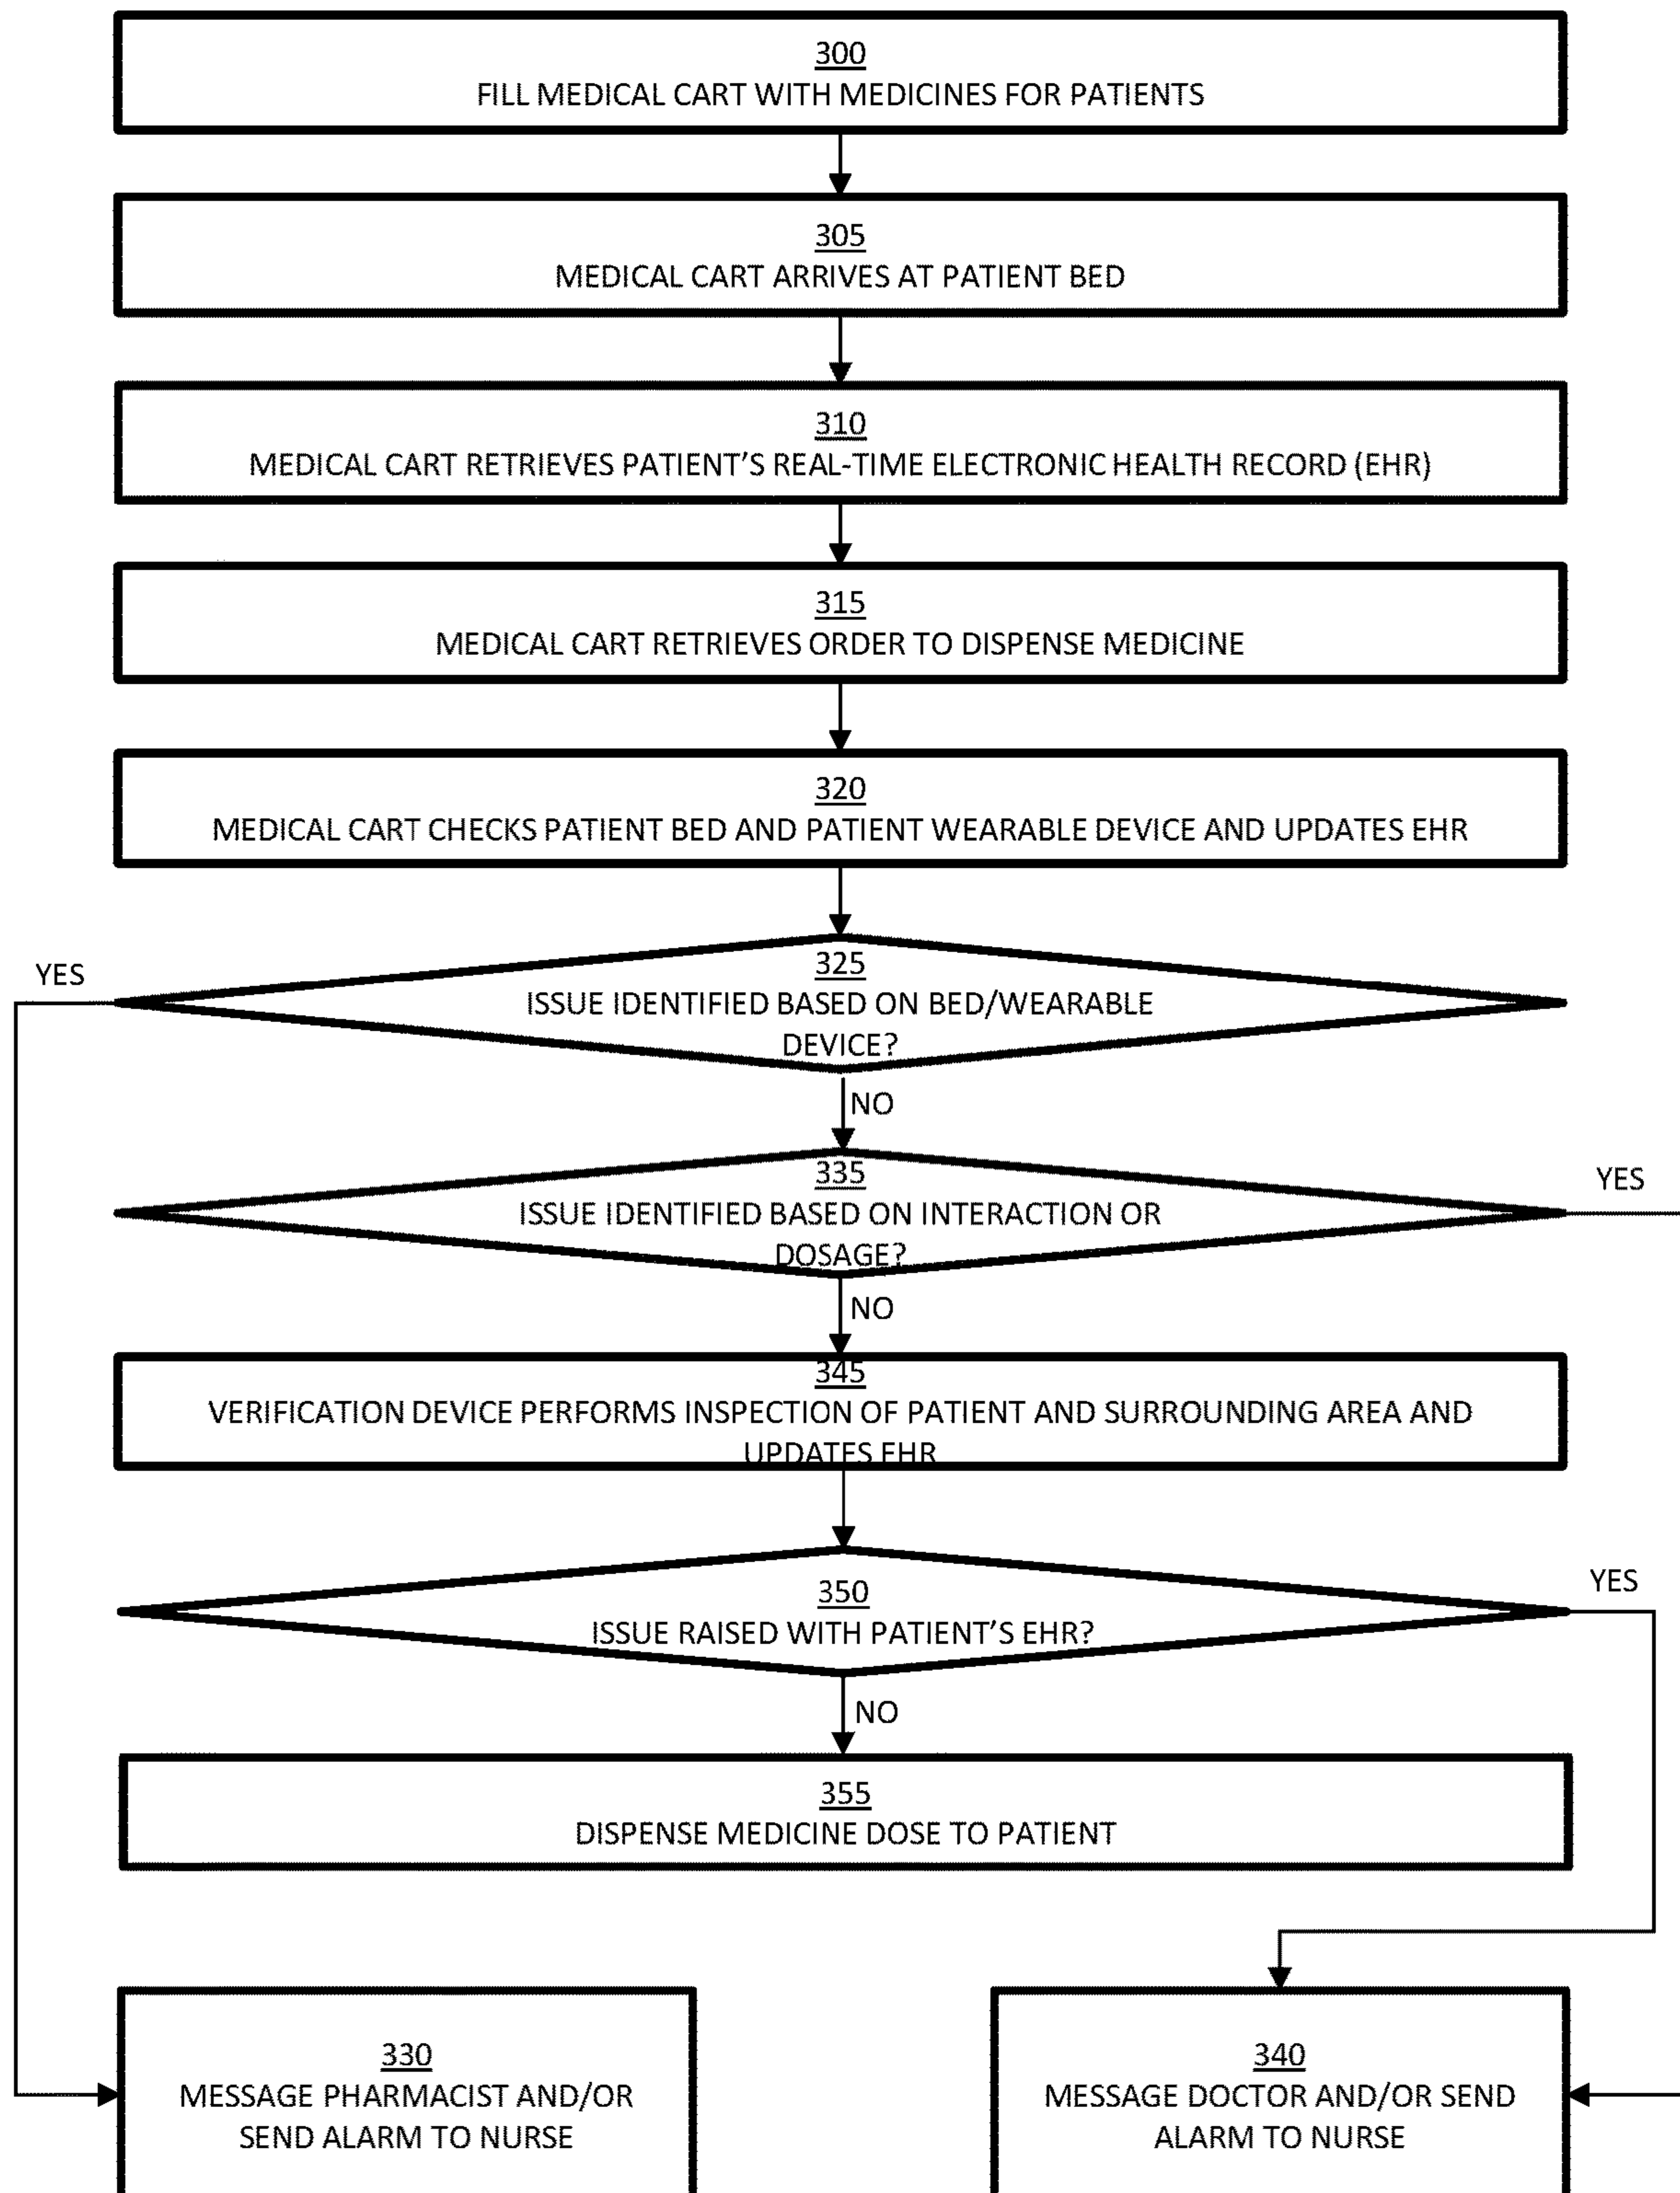 300
FILL MEDICAL CART WITH MEDICINES FOR PATIENTS
305
MEDICAL CART ARRIVES AT PATIENT BED
310
MEDICAL CART RETRIEVES PATIENT’S REAL-TIME ELECTRONIC HEALTH RECORD (EHR)
315
MEDICAL CART RETRIEVES ORDER TO DISPENSE MEDICINE
320
MEDICAL CART CHECKS PATIENT BED AND PATIENT WEARABLE DEVICE AND UPDATES EHR
YES
325
ISSUE IDENTIFIED BASED ON BED/WEARABLE
DEVICE?
NO
335
YES
ISSUE IDENTIFIED BASED ON INTERACTION OR
DOSAGE?
NO
345
VERIFICATION DEVICE PERFORMS INSPECTION OF PATIENT AND SURROUNDING AREA AND
UPDATES EHR
YES
350
ISSUE RAISED WITH PATIENT’S EHR?
NO
355
DISPENSE MEDICINE DOSE TO PATIENT
330
MESSAGE PHARMACIST AND/OR
SEND ALARM TO NURSE
340
MESSAGE DOCTOR AND/OR SEND
ALARM TO NURSE